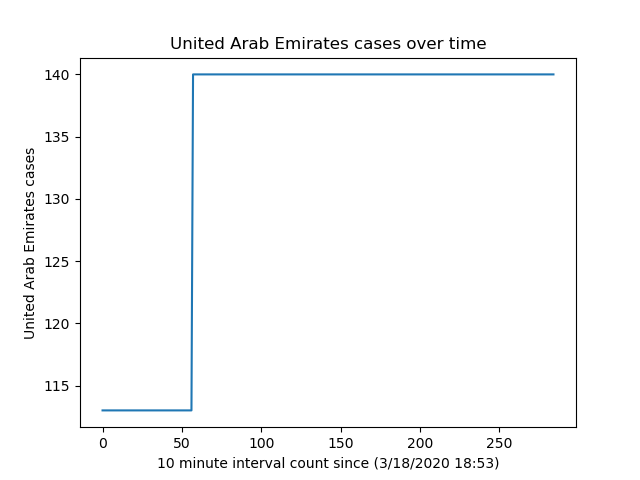 United Arab Emirates cases over time
United Arab Emirates cases
140
135
130
125
120
115
0 50 100 150 200 250
10 minute interval count since (3/18/2020 18:53)